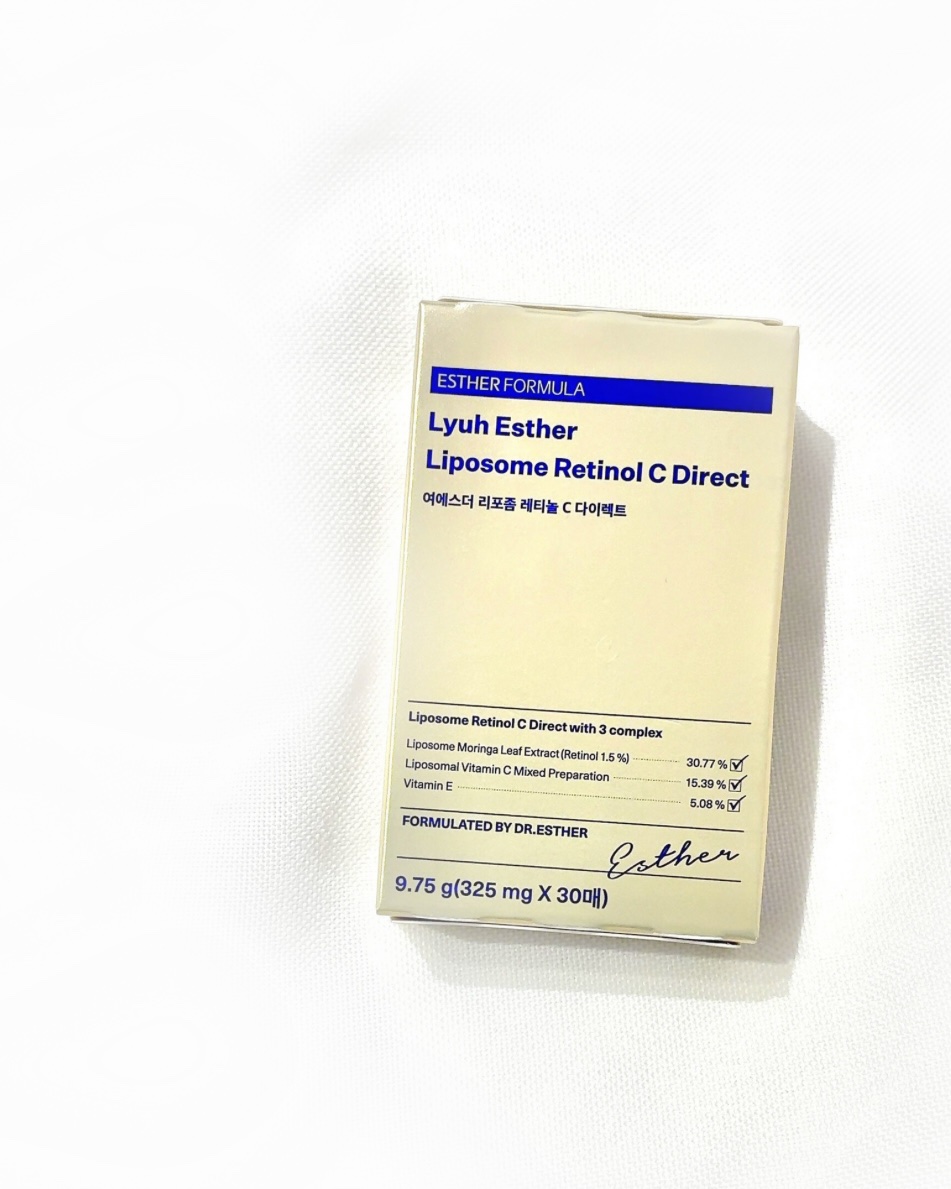 ESTHER FORMULA
Lyuh Esther
Liposome Retinol C Direct
여에스더 리포좀 레티놀 C 다이렉트
Liposome Retinol C Direct with 3 complex
Liposome Moringa Leaf Extract (Retinol 1.5 %) 30.77 %
Liposomal Vitamin C Mixed Preparation 15.39 %
Vitamin E 5.08 %
FORMULATED BY DR.ESTHER
Esther
9.75 g(325 mg X 30매)